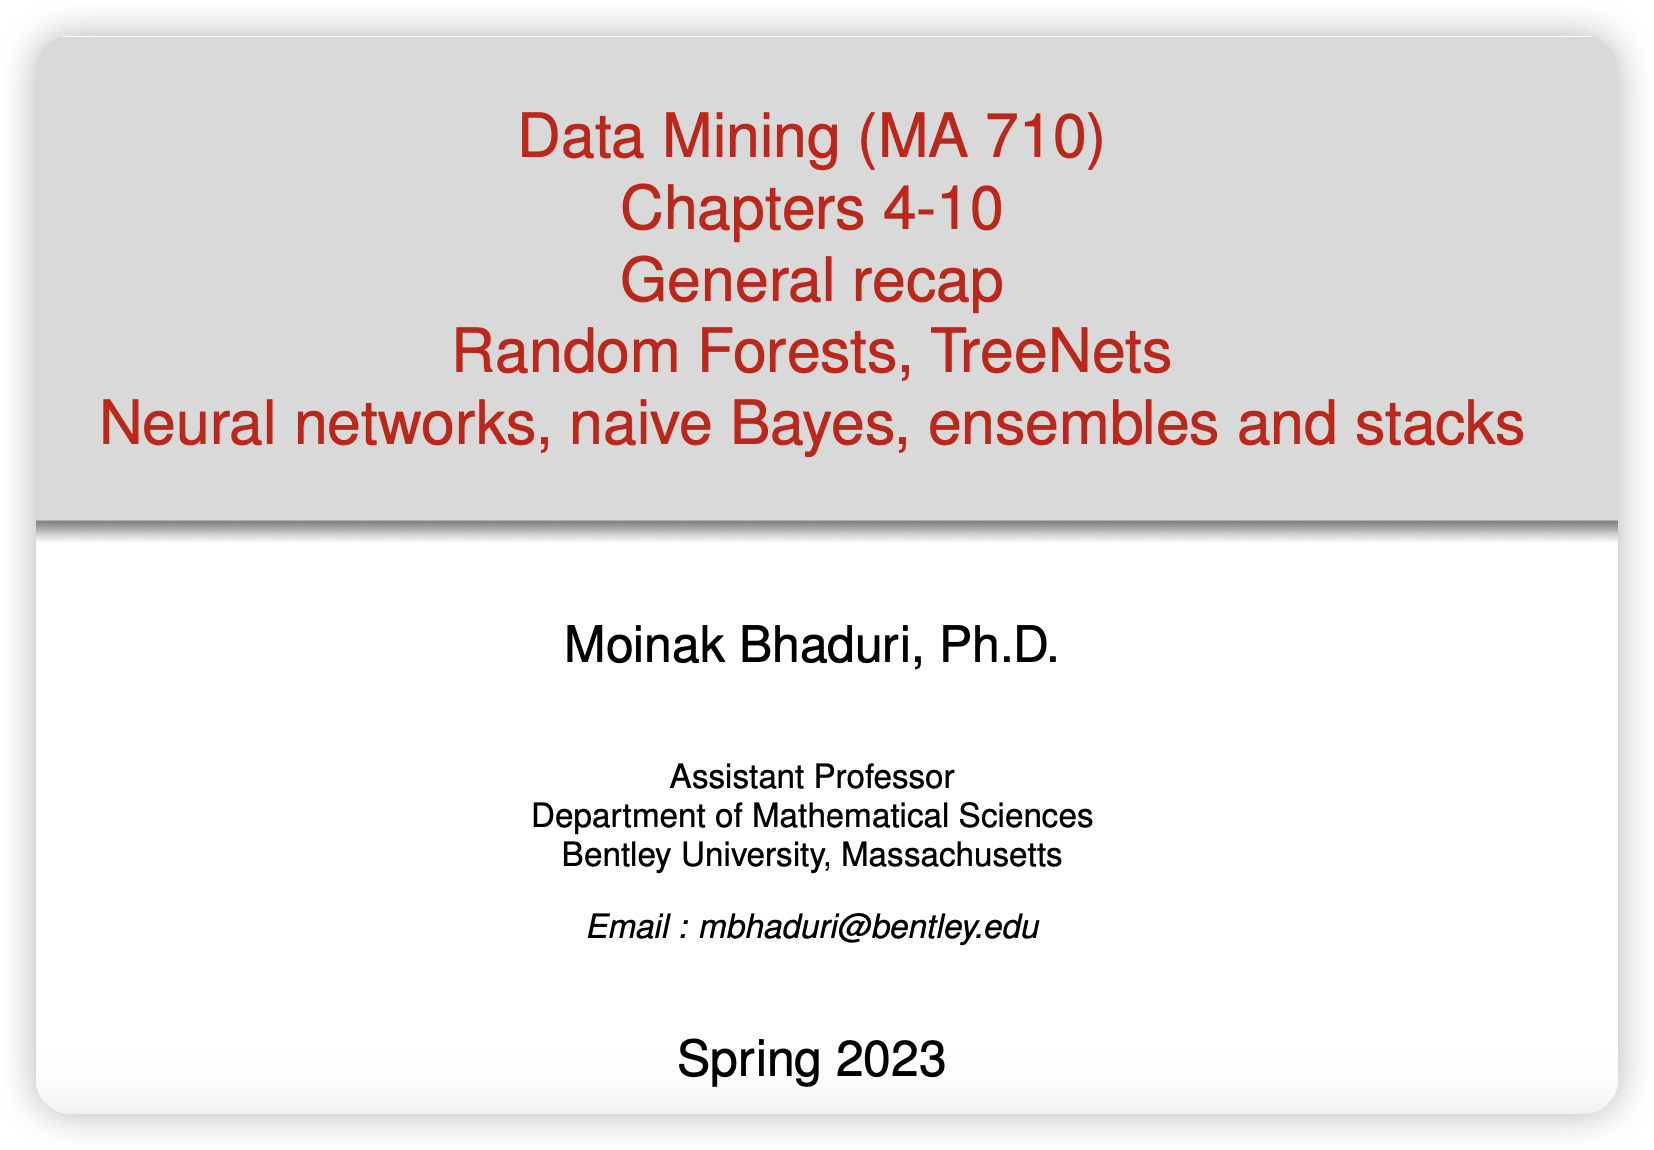 Data Mining (MA 710)
Chapters 4-10
General recap
Random Forests, TreeNets
Neural networks, naive Bayes, ensembles and stacks
Moinak Bhaduri, Ph.D.
Assistant Professor
Department of Mathematical Sciences
Bentley University, Massachusetts
Email : mbhaduri@bentley.edu
Spring 2023